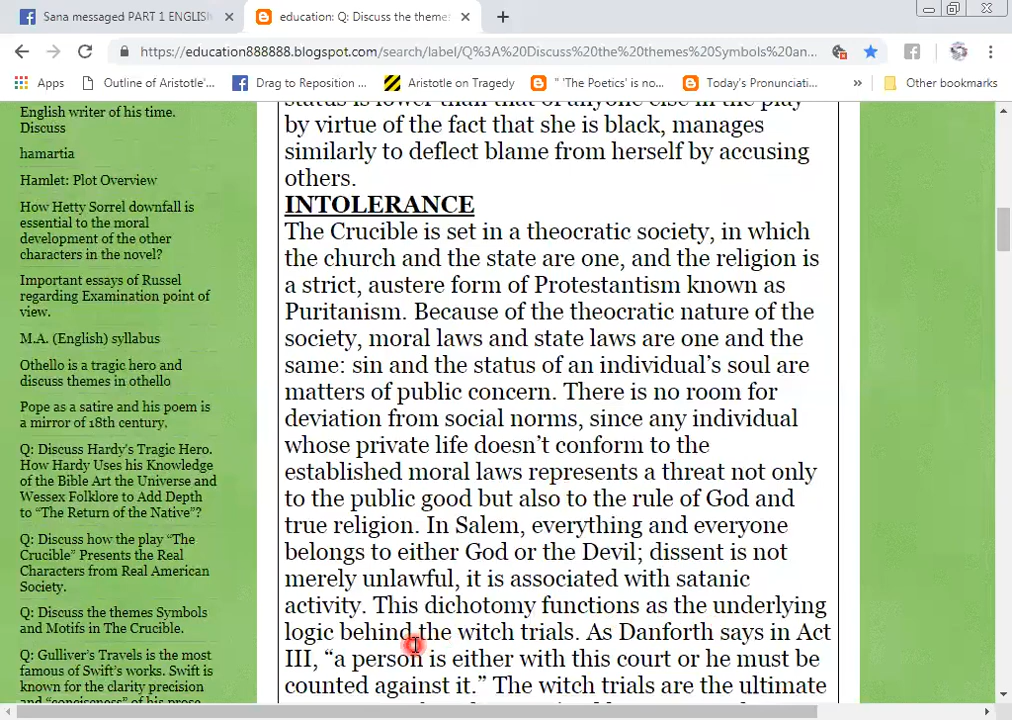 Sana messaged PART 1 ENGLISH
education: Q: Discuss the themes
https://education888888.blogspot.com/search/label/Q%3A%20Discuss%20the%20themes%20Symbols%20an...
Apps
Outline of Aristotle'...
Drag to Reposition ...
Aristotle on Tragedy
" 'The Poetics' is no...
Today's Pronunciati...
»
Other bookmarks
English writer of his time.
Discuss
hamartia
Hamlet: Plot Overview
How Hetty Sorrel downfall is
essential to the moral
development of the other
characters in the novel?
Important essays of Russel
regarding Examination point of
view.
M.A. (English) syllabus
Othello is a tragic hero and
discuss themes in othello
Pope as a satire and his poem is
a mirror of 18th century.
Q: Discuss Hardy's Tragic Hero.
How Hardy Uses his Knowledge
of the Bible Art the Universe and
Wessex Folklore to Add Depth
to “The Return of the Native”?
Q: Discuss how the play “The
Crucible” Presents the Real
Characters from Real American
Society.
Q: Discuss the themes Symbols
and Motifs in The Crucible.
Q: Gulliver's Travels is the most
famous of Swift's works. Swift is
known for the clarity precision
and “conciseness” of his prose
status is lower than that of anyone else in the play
by virtue of the fact that she is black, manages
similarly to deflect blame from herself by accusing
others.
INTOLERANCE
The Crucible is set in a theocratic society, in which
the church and the state are one, and the religion is
a strict, austere form of Protestantism known as
Puritanism. Because of the theocratic nature of the
society, moral laws and state laws are one and the
same: sin and the status of an individual’s soul are
matters of public concern. There is no room for
deviation from social norms, since any individual
whose private life doesn’t conform to the
established moral laws represents a threat not only
to the public good but also to the rule of God and
true religion. In Salem, everything and everyone
belongs to either God or the Devil; dissent is not
merely unlawful, it is associated with satanic
activity. This dichotomy functions as the underlying
logic behind the witch trials. As Danforth says in Act
III, “a person is either with this court or he must be
counted against it.” The witch trials are the ultimate